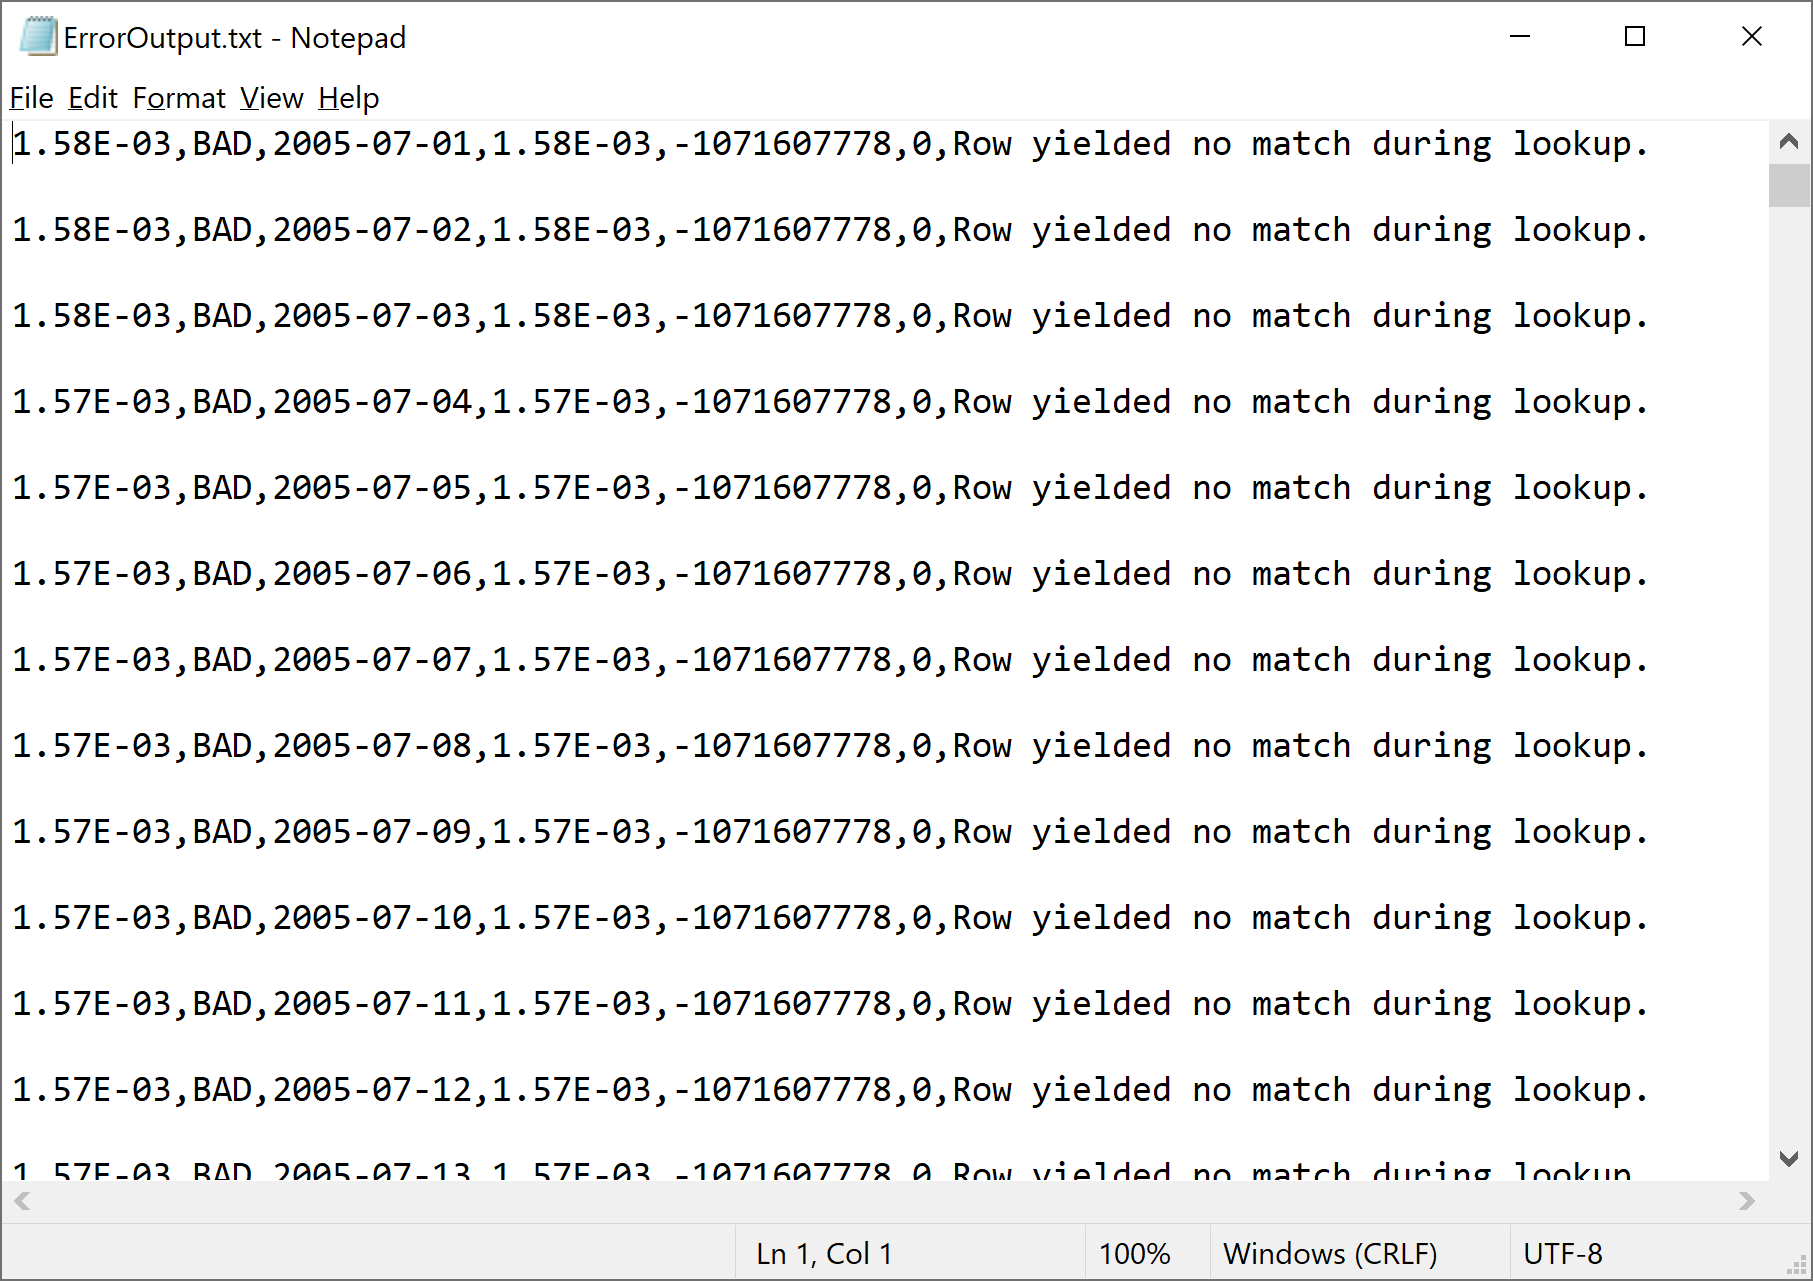 ErrorOutput.txt - Notepad
File Edit Format View Help
1.58E-03,BAD,2005-07-01,1.58E-03,-1071607778,0,Row yielded no match during lookup.
1.58E-03,BAD,2005-07-02,1.58E-03,-1071607778,0,Row yielded no match during lookup.
1.58E-03,BAD,2005-07-03,1.58E-03,-1071607778,0,Row yielded no match during lookup.
1.57E-03,BAD,2005-07-04,1.57E-03,-1071607778,0,Row yielded no match during lookup.
1.57E-03,BAD,2005-07-05,1.57E-03,-1071607778,0,Row yielded no match during lookup.
1.57E-03,BAD,2005-07-06,1.57E-03,-1071607778,0,Row yielded no match during lookup.
1.57E-03,BAD,2005-07-07,1.57E-03,-1071607778,0,Row yielded no match during lookup.
1.57E-03,BAD,2005-07-08,1.57E-03,-1071607778,0,Row yielded no match during lookup.
1.57E-03,BAD,2005-07-09,1.57E-03,-1071607778,0,Row yielded no match during lookup.
1.57E-03,BAD,2005-07-10,1.57E-03,-1071607778,0,Row yielded no match during lookup.
1.57E-03,BAD,2005-07-11,1.57E-03,-1071607778,0,Row yielded no match during lookup.
1.57E-03,BAD,2005-07-12,1.57E-03,-1071607778,0,Row yielded no match during lookup.
1.57E-03,BAD,2005-07-13,1.57E-03,-1071607778,0,Row yielded no match during lookup.
Ln 1, Col 1 100% Windows (CRLF) UTF-8